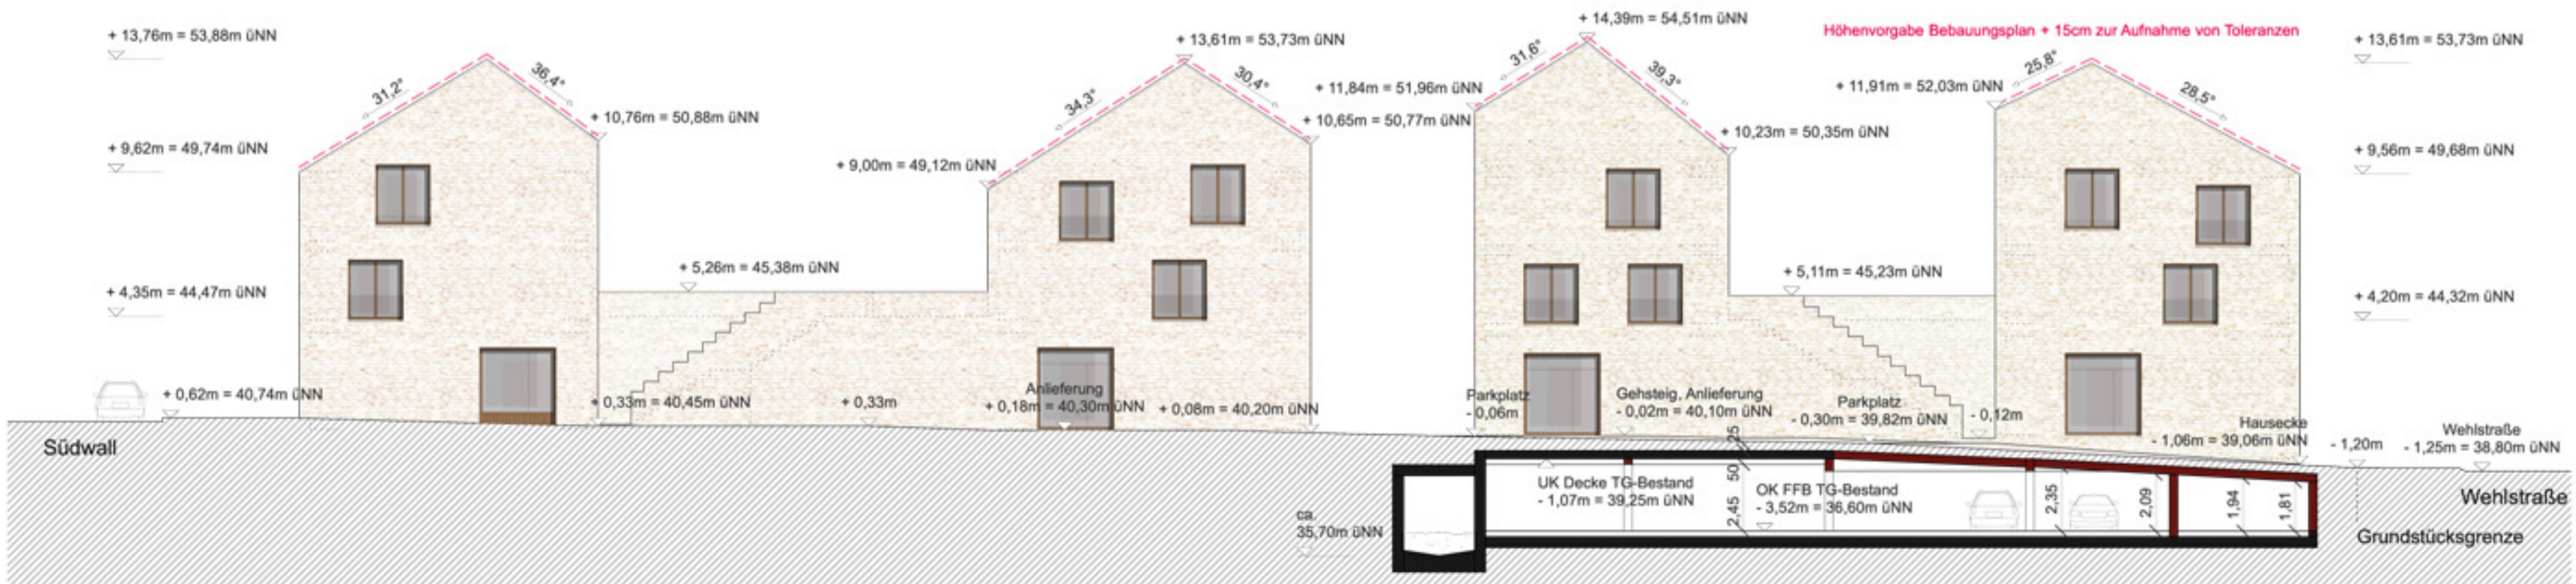 + 13,76m = 53,88m üNN
+ 9,62m = 49,74m üNN
+ 4,35m = 44,47m üNN
+ 0,62m = 40,74m üNN
Südwall
31,2°
36,4°
+ 10,76m = 50,88m üNN
+ 5,26m = 45,38m üNN
+ 0,33m = 40,45m üNN
+ 0,33m
+ 9,00m = 49,12m üNN
34,3°
+ 13,61m = 53,73m üNN
30,4°
+ 10,65m = 50,77m üNN
Anlieferung
+ 0,18m = 40,30m üNN
+ 0,08m = 40,20m üNN
+ 11,84m = 51,96m üNN
31,6°
+ 14,39m = 54,51m üNN
39,3°
+ 10,23m = 50,35m üNN
Parkplatz
- 0,06m
Gehsteig, Anlieferung
- 0,02m = 40,10m üNN
+ 5,11m = 45,23m üNN
Parkplatz
- 0,30m = 39,82m üNN
- 0,12m
Höhenvorgabe Bebauungsplan + 15cm zur Aufnahme von Toleranzen
+ 11,91m = 52,03m üNN
25,8°
28,5°
+ 13,61m = 53,73m üNN
+ 9,56m = 49,68m üNN
+ 4,20m = 44,32m üNN
Hausecke
- 1,06m = 39,06m üNN
- 1,20m
Wehlstraße
- 1,25m = 38,80m üNN
Wehlstraße
Grundstücksgrenze
ca.
35,70m üNN
UK Decke TG-Bestand
- 1,07m = 39,25m üNN
25
50
2,45
OK FFB TG-Bestand
- 3,52m = 36,60m üNN
2,35
2,09
1,94
1,81